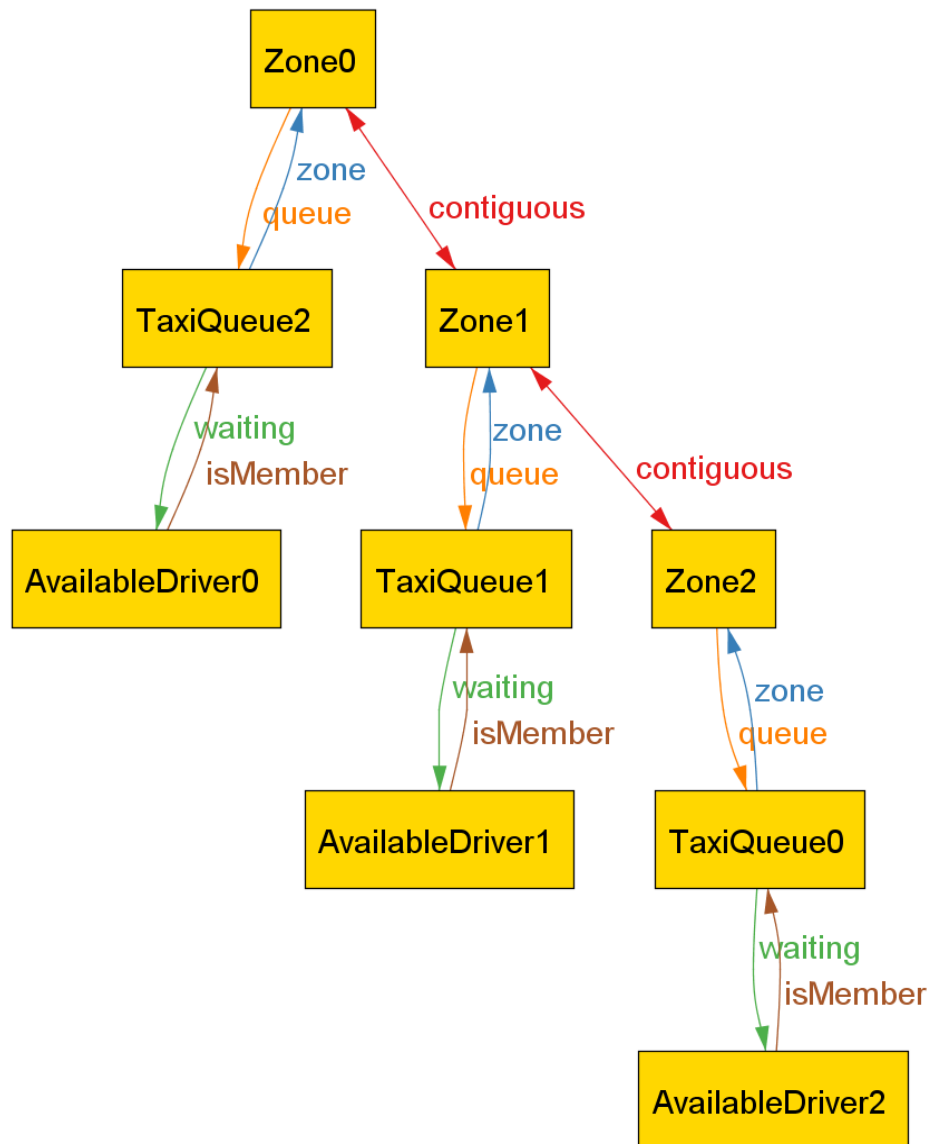 Zone0
zone
queue
contiguous
TaxiQueue2
Zone1
waiting
isMember
zone
queue
contiguous
AvailableDriver0
TaxiQueue1
Zone2
waiting
isMember
zone
queue
AvailableDriver1
TaxiQueue0
waiting
isMember
AvailableDriver2